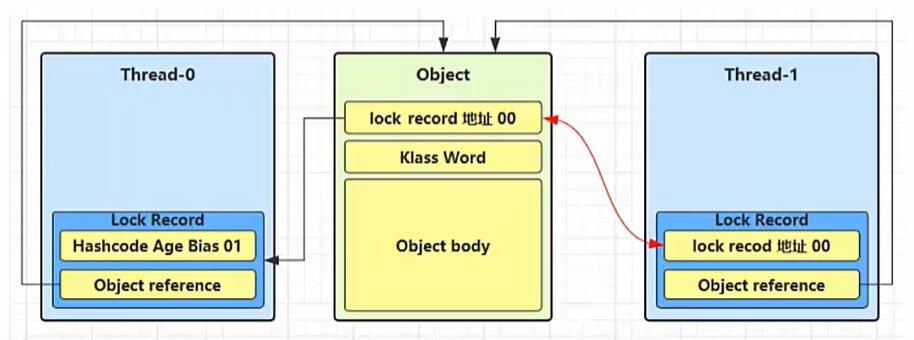 Thread-0
Lock Record
Hashcode Age Bias 01
Object reference
Object
lock record 地址 00
Klass Word
Object body
Thread-1
Lock Record
lock recod 地址 00
Object reference